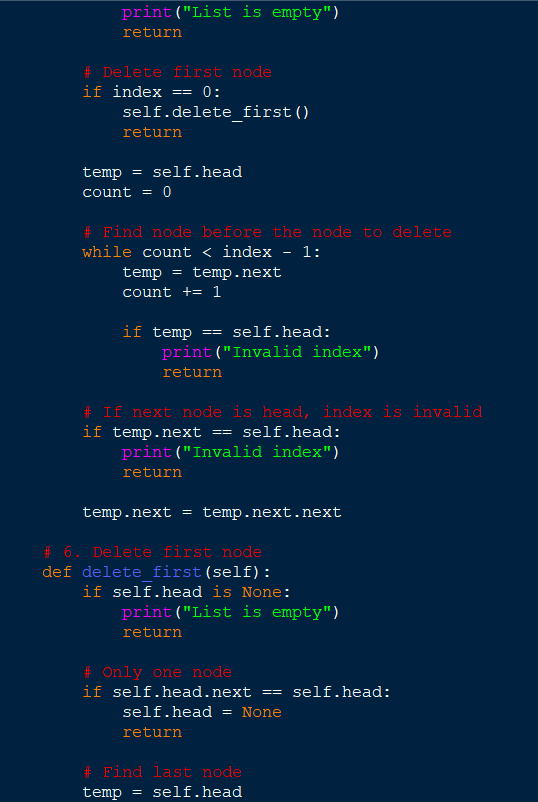 print("List is empty")
            return

        # Delete first node
        if index == 0:
            self.delete_first()
            return

        temp = self.head
        count = 0

        # Find node before the node to delete
        while count < index - 1:
            temp = temp.next
            count += 1

            if temp == self.head:
                print("Invalid index")
                return

        # If next node is head, index is invalid
        if temp.next == self.head:
            print("Invalid index")
            return

        temp.next = temp.next.next

    # 6. Delete first node
    def delete_first(self):
        if self.head is None:
            print("List is empty")
            return

        # Only one node
        if self.head.next == self.head:
            self.head = None
            return

        # Find last node
        temp = self.head